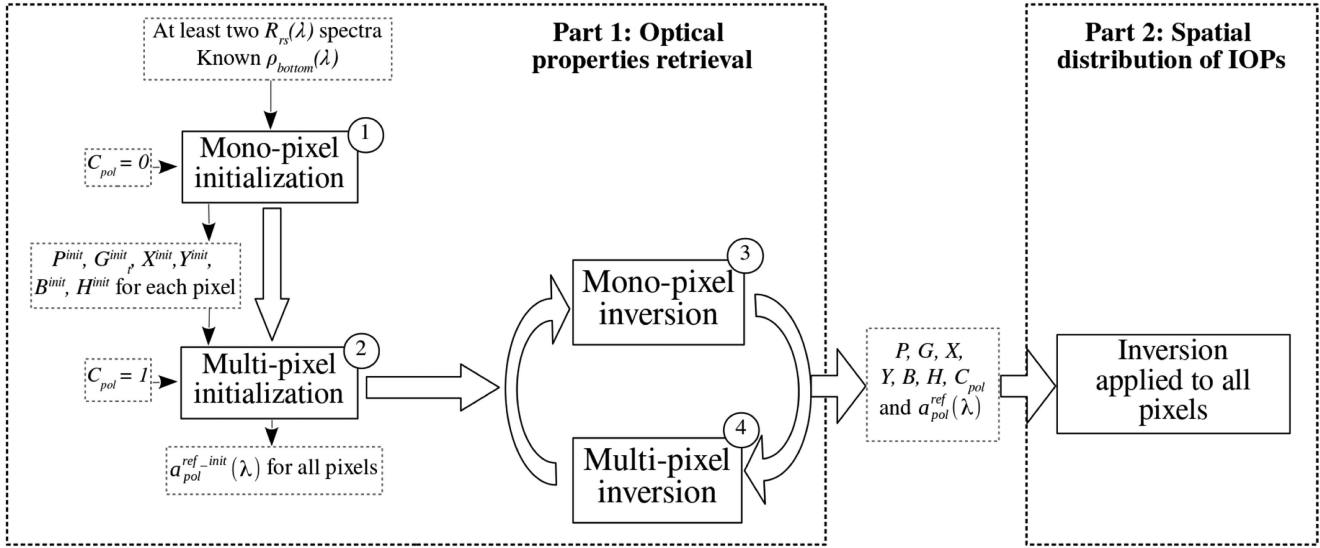 At least two R_rs(λ) spectra
Known ρ_bottom(λ)
Part 1: Optical
properties retrieval
Part 2: Spatial
distribution of IOPs
1
Mono-pixel
initialization
C_pol = 0
P^init, G^init_t, X^init, Y^init,
B^init, H^init for each pixel
2
Multi-pixel
initialization
C_pol = 1
a_pol^ref_init(λ) for all pixels
3
Mono-pixel
inversion
4
Multi-pixel
inversion
P, G, X,
Y, B, H, C_pol
and a_pol^ref(λ)
Inversion
applied to all
pixels